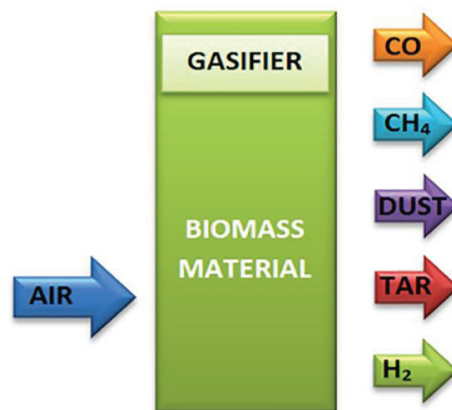 GASIFIER
BIOMASS
MATERIAL
AIR
CO
CH₄
DUST
TAR
H₂